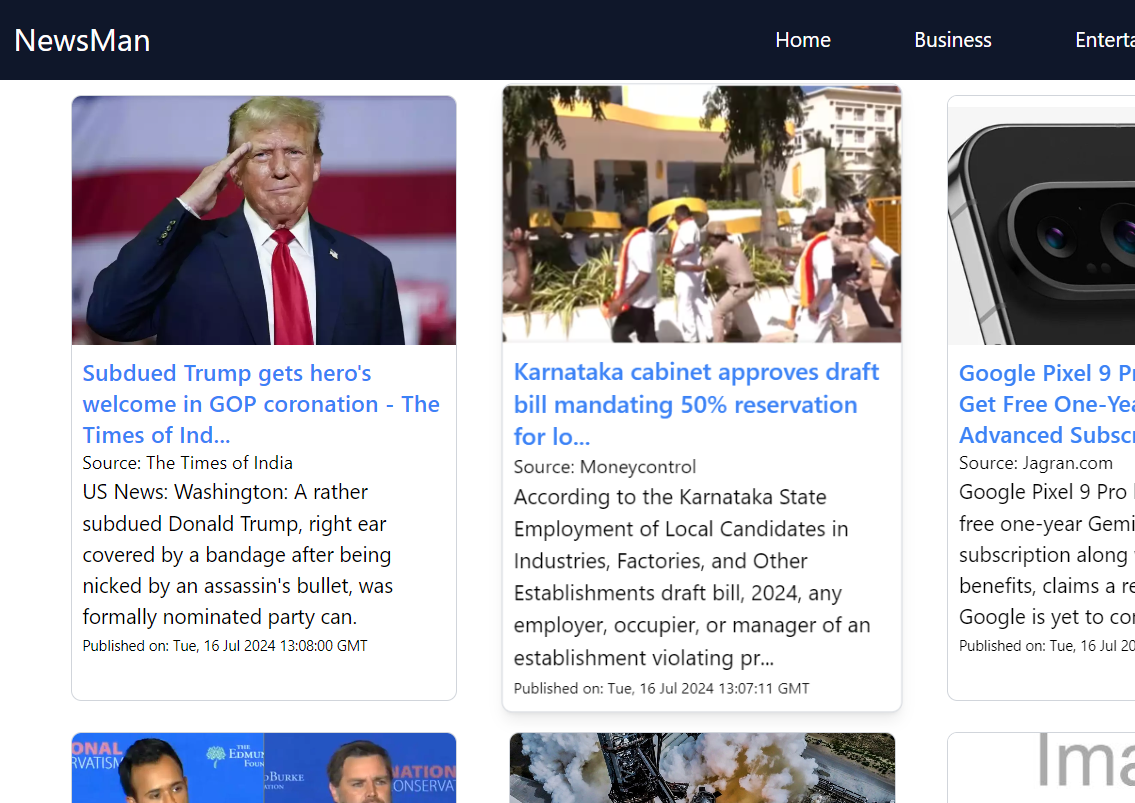 NewsMan
Home
Business
Enterta
Subdued Trump gets hero's
welcome in GOP coronation - The
Times of Ind...
Source: The Times of India
US News: Washington: A rather
subdued Donald Trump, right ear
covered by a bandage after being
nicked by an assassin's bullet, was
formally nominated party can.
Published on: Tue, 16 Jul 2024 13:08:00 GMT
Karnataka cabinet approves draft
bill mandating 50% reservation
for lo...
Source: Moneycontrol
According to the Karnataka State
Employment of Local Candidates in
Industries, Factories, and Other
Establishments draft bill, 2024, any
employer, occupier, or manager of an
establishment violating pr...
Published on: Tue, 16 Jul 2024 13:07:11 GMT
Google Pixel 9 Pr
Get Free One-Yea
Advanced Subscr
Source: Jagran.com
Google Pixel 9 Pro
free one-year Gemi
subscription along
benefits, claims a re
Google is yet to con
Published on: Tue, 16 Jul 20
ONAL
RVATISM
THE
EDMUN
FOUN
D BURKE
ATION
NATION
ONSERVA
Ima